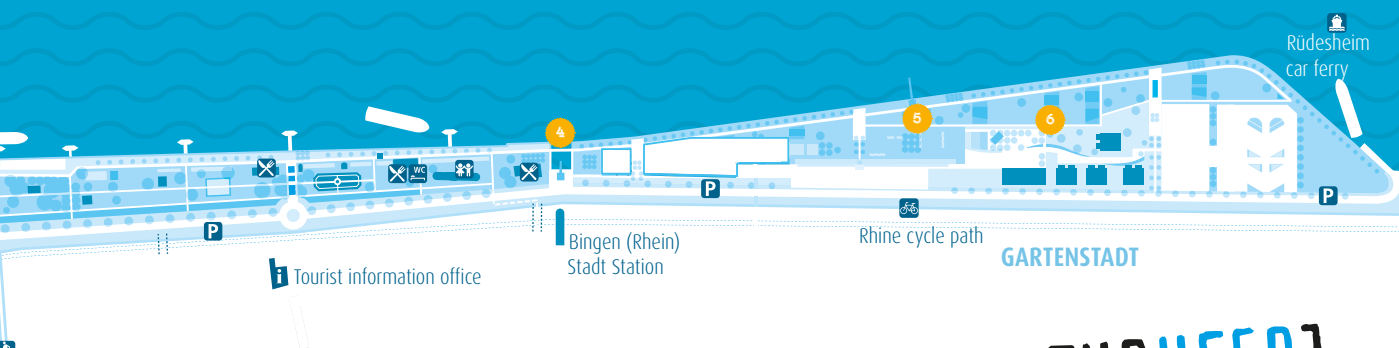 Rüdesheim
car ferry
4
5
6
WC
P
P
P
Bingen (Rhein)
Stadt Station
Rhine cycle path
GARTENSTADT
i Tourist information office